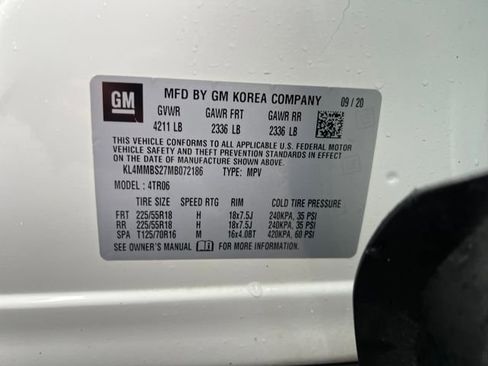 GM
MFD BY GM KOREA COMPANY 09 / 20
GVWR GAWR FRT GAWR RR
4211 LB 2336 LB 2336 LB
THIS VEHICLE CONFORMS TO ALL APPLICABLE U.S. FEDERAL MOTOR
VEHICLE SAFETY AND THEFT PREVENTION STANDARDS IN EFFECT
ON THE DATE OF MANUFACTURE SHOWN ABOVE.
KL4MMBS27MB072186 TYPE : MPV
MODEL : 4TR06
TIRE SIZE SPEED RTG RIM COLD TIRE PRESSURE
FRT 225/55R18 H 18x7.5J 240KPA, 35 PSI
RR 225/55R18 H 18x7.5J 240KPA, 35 PSI
SPA T125/70R16 M 16x4.0BT 420KPA, 60 PSI
SEE OWNER'S MANUAL FOR MORE INFORMATION